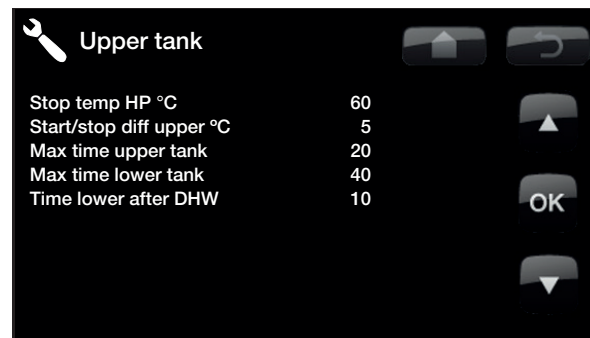 Upper tank
Stop temp HP °C 60
Start/stop diff upper ºC 5
Max time upper tank 20
Max time lower tank 40
Time lower after DHW 10
OK